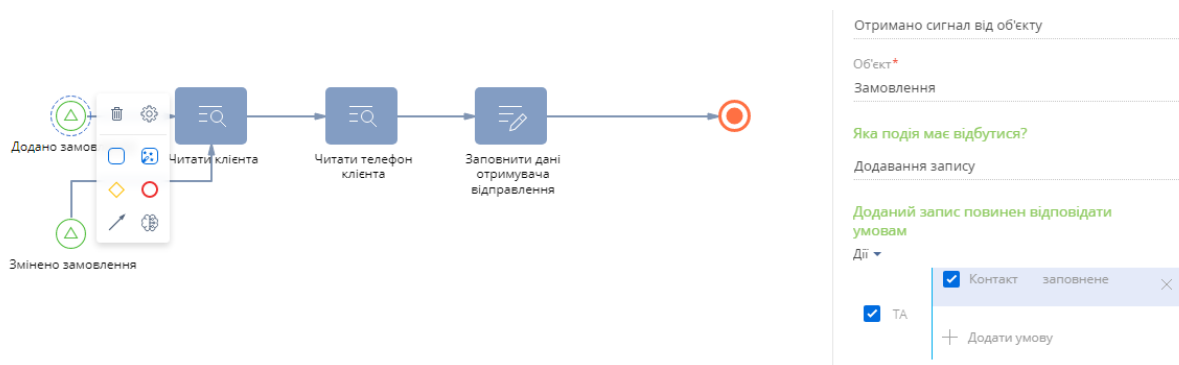 Додано замов
Читати клієнта
Читати телефон
клієнта
Заповнити дані
отримувача
відправлення
Змінено замовлення
Отримано сигнал від об'єкту
Об'єкт*
Замовлення
Яка подія має відбутися?
Додавання запису
Доданий запис повинен відповідати
умовам
Дії
Контакт заповнене
ТА
Додати умову